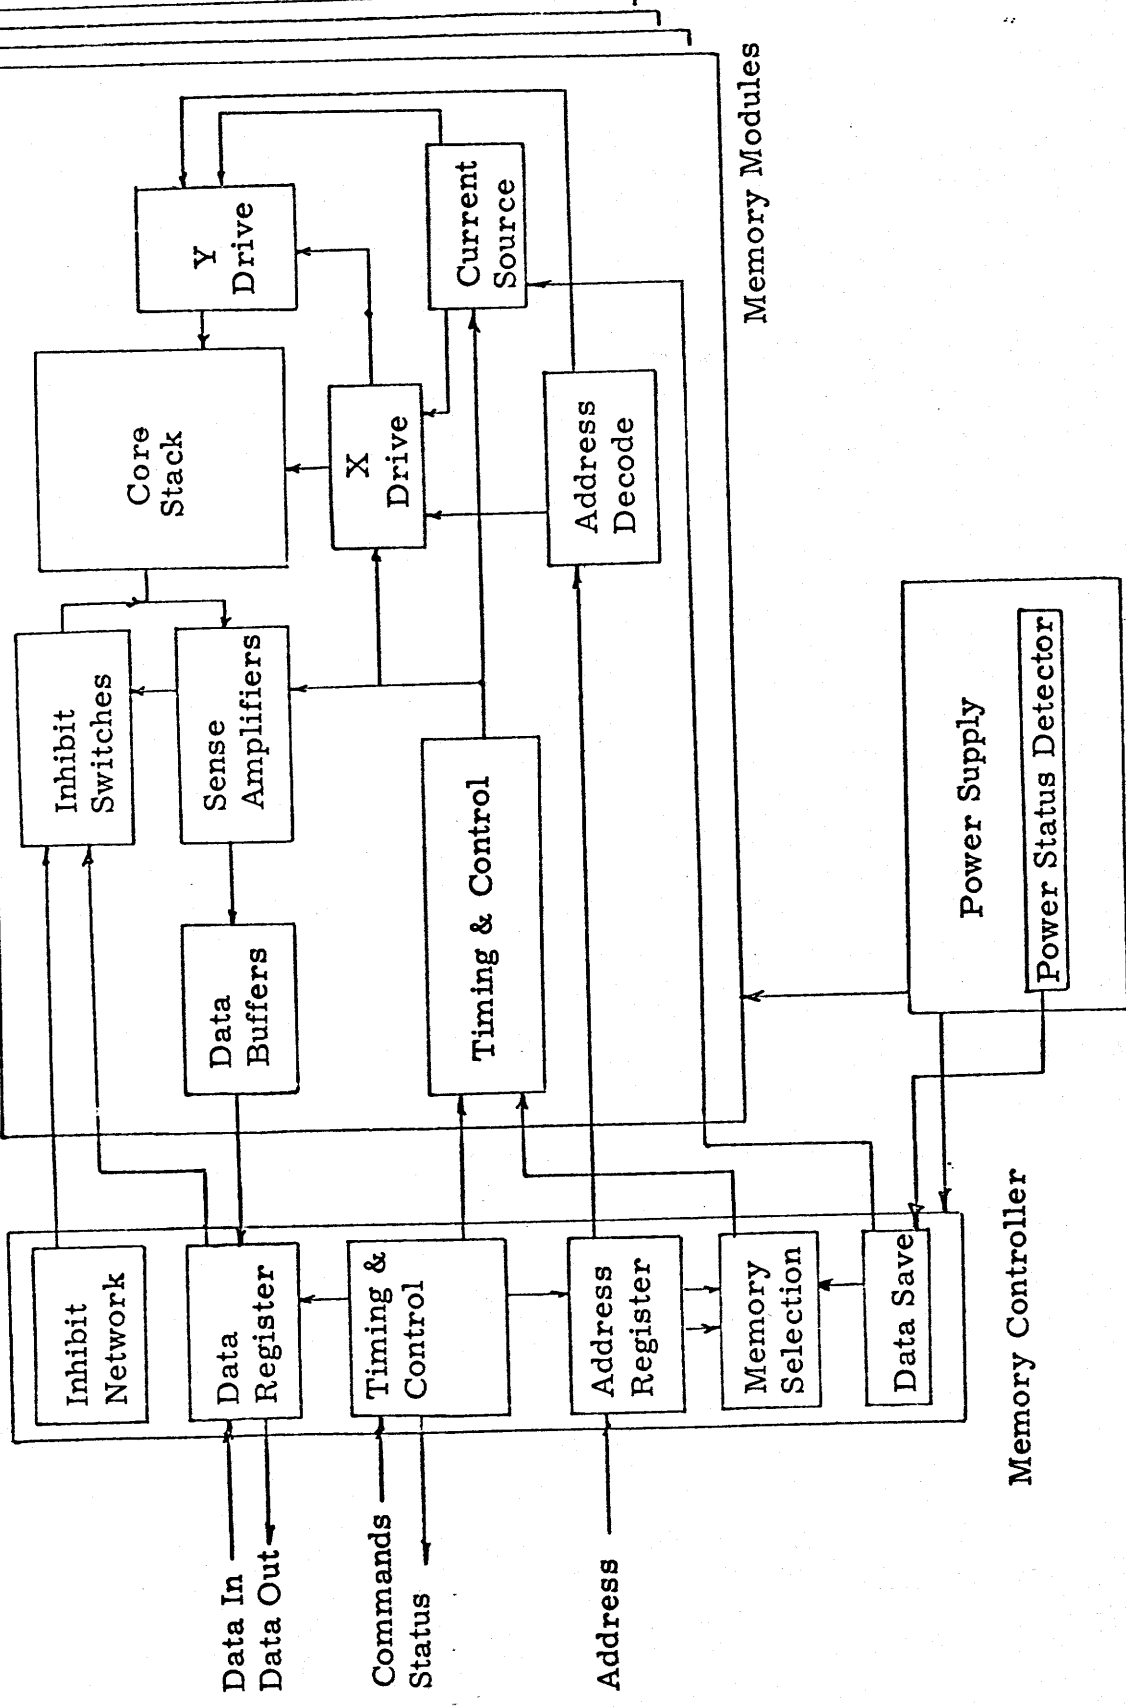 Data In
Data Out
Commands
Status
Address
Inhibit
Network
Data
Register
Timing &
Control
Address
Register
Memory
Selection
Data Save
Memory Controller
Inhibit
Switches
Sense
Amplifiers
Data
Buffers
Timing & Control
Core
Stack
X
Drive
Y
Drive
Current
Source
Address
Decode
Memory Modules
Power Supply
Power Status Detector